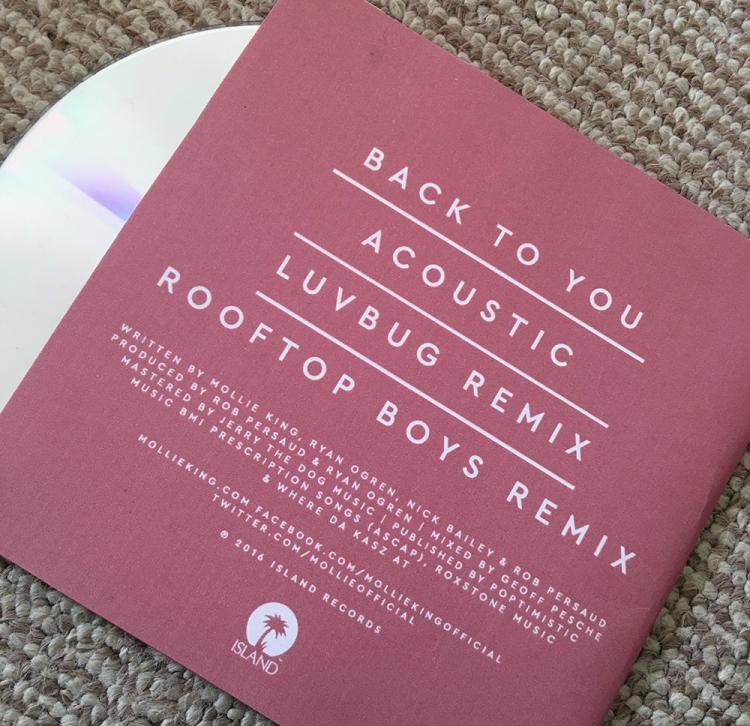 BACK TO YOU
ACOUSTIC
LUVBUG REMIX
ROOFTOP BOYS REMIX
WRITTEN BY MOLLIE KING, RYAN OGREN, NICK BAILEY & ROB PERSAUD
PRODUCED BY ROB PERSAUD & RYAN OGREN | MIXED BY GEOFF PESCHE
MASTERED BY JERRY THE DOG MUSIC | PUBLISHED BY POPTIMISTIC
MUSIC BMI PRESCRIPTION SONGS (ASCAP), ROXSTONE MUSIC
& WHERE DA KASZ AT
MOLLIEKING.COM FACEBOOK.COM/MOLLIEKINGOFFICIAL
TWITTER.COM/MOLLIEOFFICIAL
℗ 2016 ISLAND RECORDS
ISLAND™